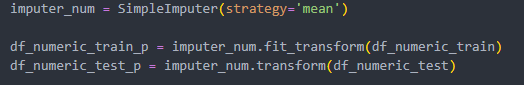 imputer_num = SimpleImputer(strategy='mean')
df_numeric_train_p = imputer_num.fit_transform(df_numeric_train)
df_numeric_test_p = imputer_num.transform(df_numeric_test)